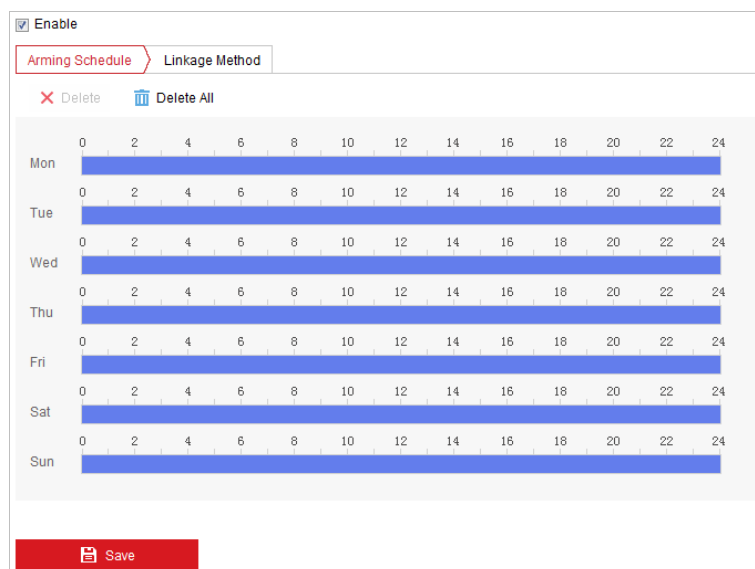 Enable
Arming Schedule Linkage Method
Delete Delete All
0 2 4 6 8 10 12 14 16 18 20 22 24
Mon
0 2 4 6 8 10 12 14 16 18 20 22 24
Tue
0 2 4 6 8 10 12 14 16 18 20 22 24
Wed
0 2 4 6 8 10 12 14 16 18 20 22 24
Thu
0 2 4 6 8 10 12 14 16 18 20 22 24
Fri
0 2 4 6 8 10 12 14 16 18 20 22 24
Sat
0 2 4 6 8 10 12 14 16 18 20 22 24
Sun
Save